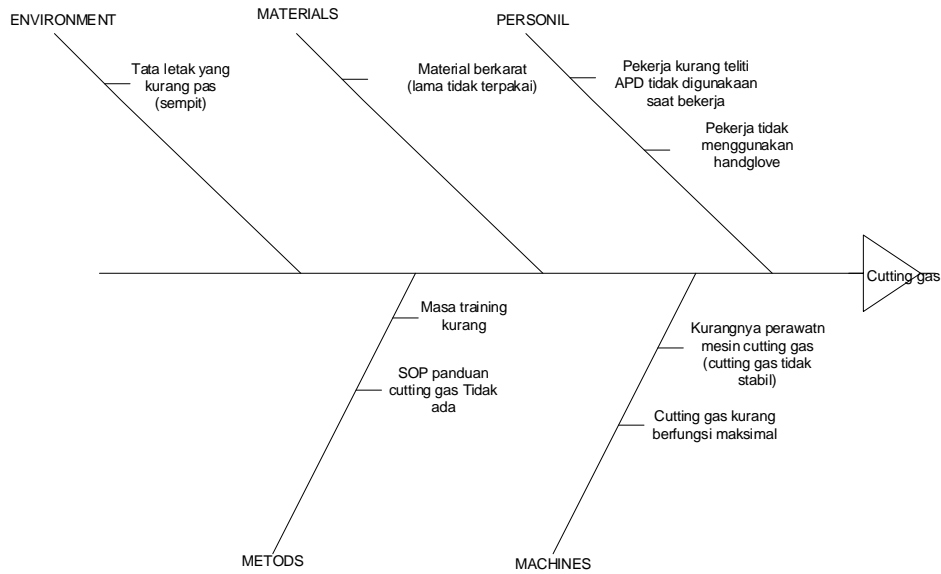 ENVIRONMENT
MATERIALS
PERSONIL
Tata letak yang
kurang pas
(sempit)
Material berkarat
(lama tidak terpakai)
Pekerja kurang teliti
APD tidak digunakaan
saat bekerja
Pekerja tidak
menggunakan
handglove
Cutting gas
Masa training
kurang
SOP panduan
cutting gas Tidak
ada
Kurangnya perawatn
mesin cutting gas
(cutting gas tidak
stabil)
Cutting gas kurang
berfungsi maksimal
METODS
MACHINES